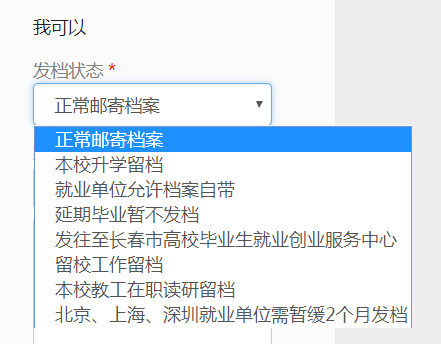 我可以
发档状态 *
正常邮寄档案
正常邮寄档案
本校升学留档
就业单位允许档案自带
延期毕业暂不发档
发往至长春市高校毕业生就业创业服务中心
留校工作留档
本校教工在职读研留档
北京、上海、深圳就业单位需暂缓2个月发档